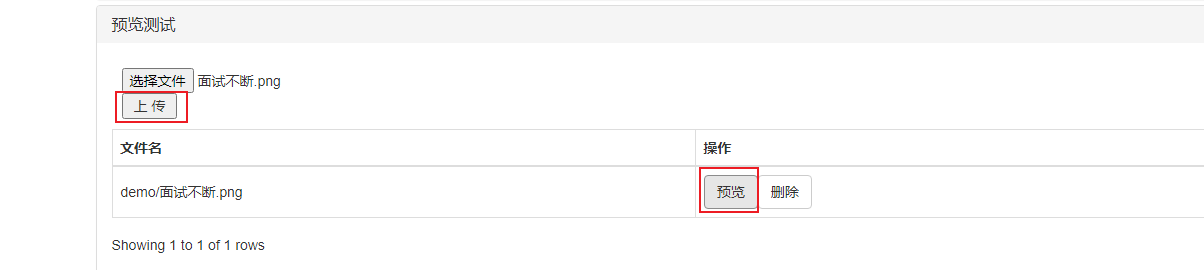 预览测试
选择文件 面试不断.png
上 传
文件名 操作
demo/面试不断.png 预览 删除
Showing 1 to 1 of 1 rows